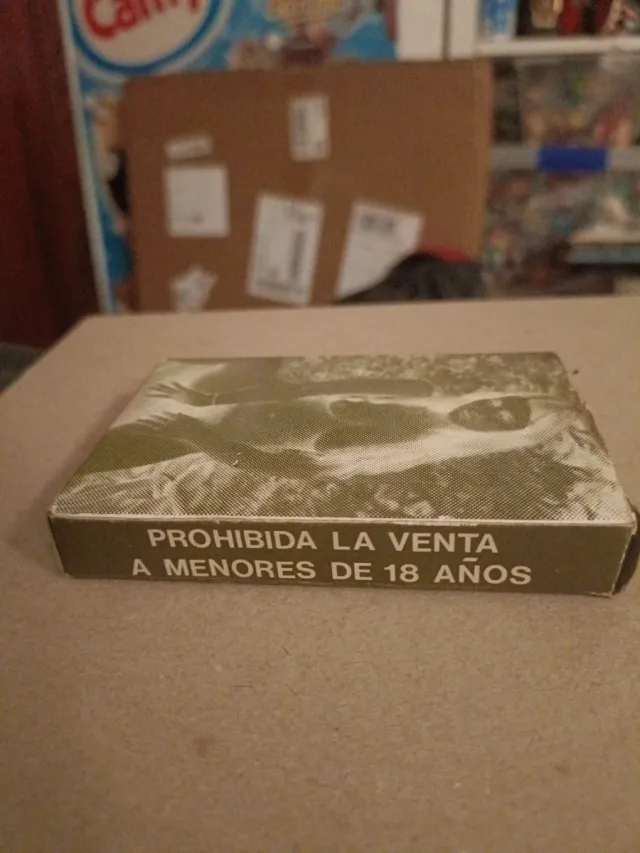 PROHIBIDA LA VENTA
A MENORES DE 18 AÑOS